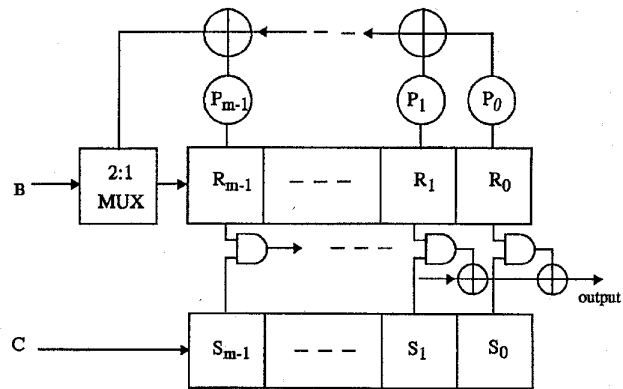 P_{m-1} P_1 P_0
2:1
MUX
B
R_{m-1} R_1 R_0
output
C
S_{m-1} S_1 S_0